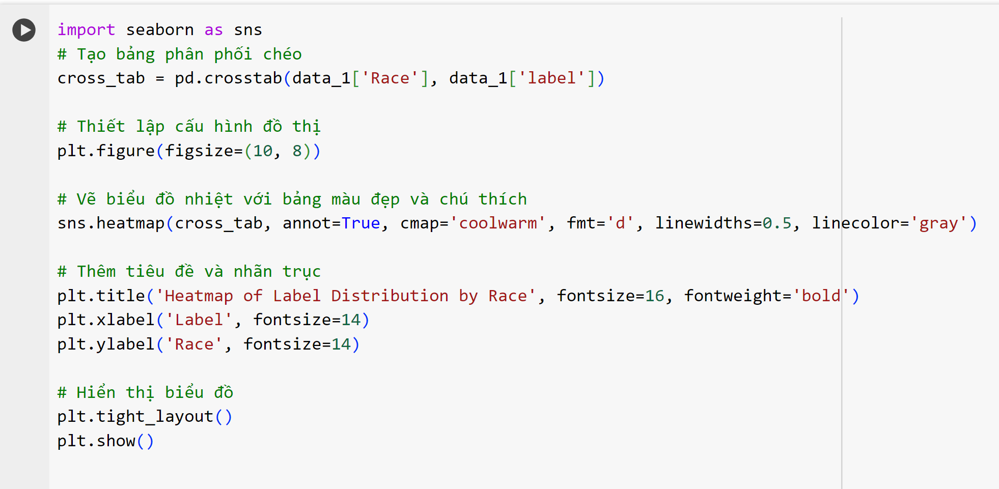 import seaborn as sns
# Tạo bảng phân phối chéo
cross_tab = pd.crosstab(data_1['Race'], data_1['label'])
# Thiết lập cấu hình đồ thị
plt.figure(figsize=(10, 8))
# Vẽ biểu đồ nhiệt với bảng màu đẹp và chú thích
sns.heatmap(cross_tab, annot=True, cmap='coolwarm', fmt='d', linewidths=0.5, linecolor='gray')
# Thêm tiêu đề và nhãn trục
plt.title('Heatmap of Label Distribution by Race', fontsize=16, fontweight='bold')
plt.xlabel('Label', fontsize=14)
plt.ylabel('Race', fontsize=14)
# Hiển thị biểu đồ
plt.tight_layout()
plt.show()